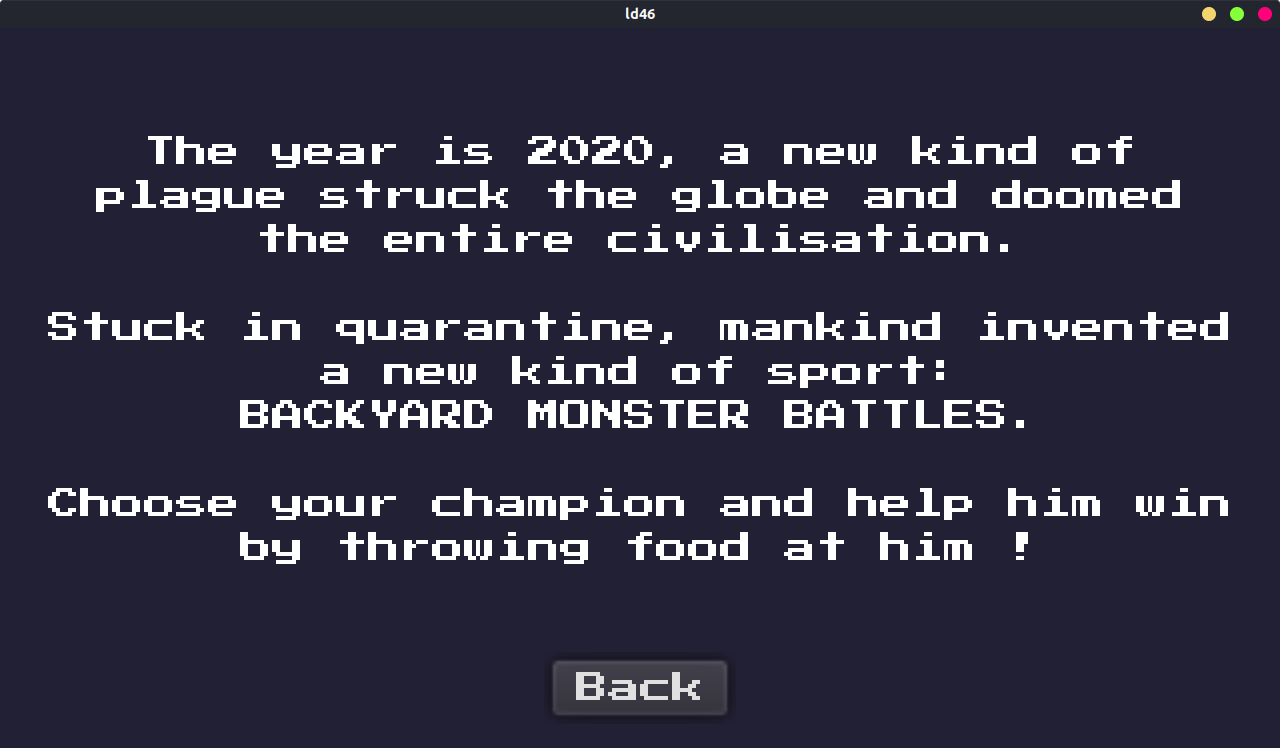 ld46
The year is 2020, a new kind of
plague struck the globe and doomed
the entire civilisation.
Stuck in quarantine, mankind invented
a new kind of sport:
BACKYARD MONSTER BATTLES.
Choose your champion and help him win
by throwing food at him !
Back